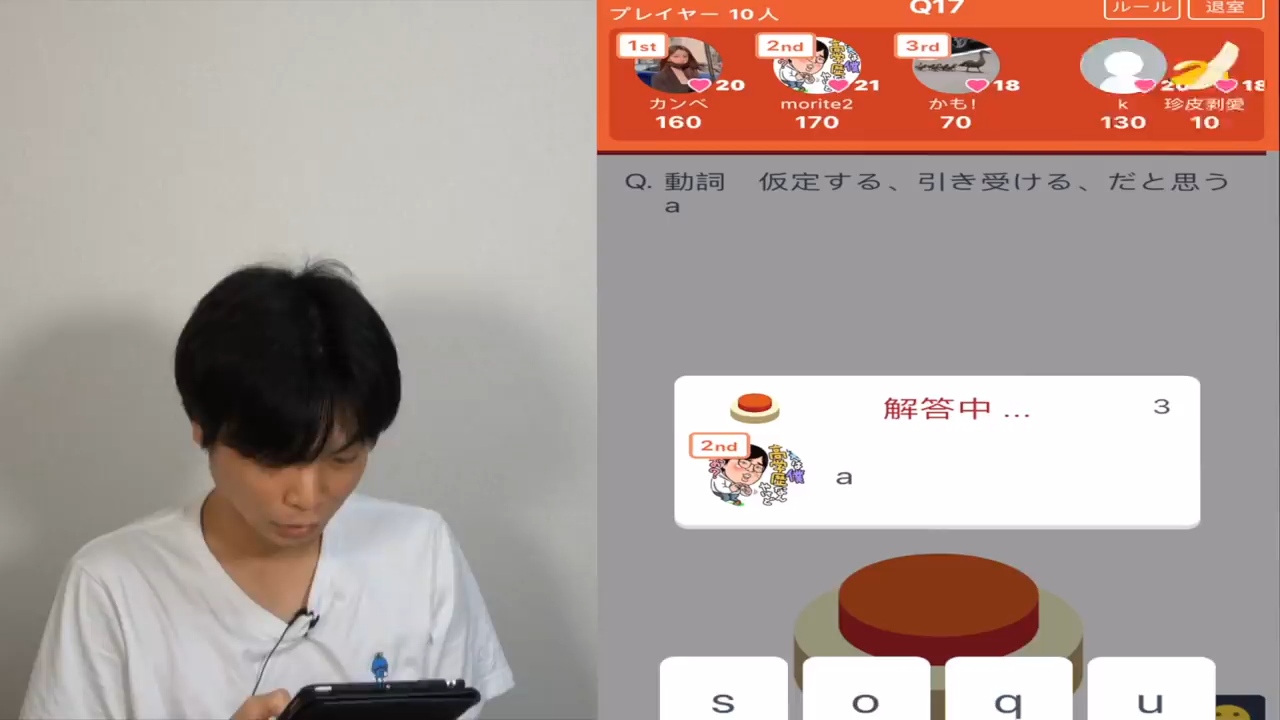 プレイヤー 10人
Q17
ルール
退室
1st
2nd
3rd
20
21
18
18
カンベ
morite2
かも!
k
珍皮剥愛
160
170
70
130
10
Q. 動詞 仮定する、引き受ける、だと思う
a
解答中 ...
3
2nd
a
s
o
q
u